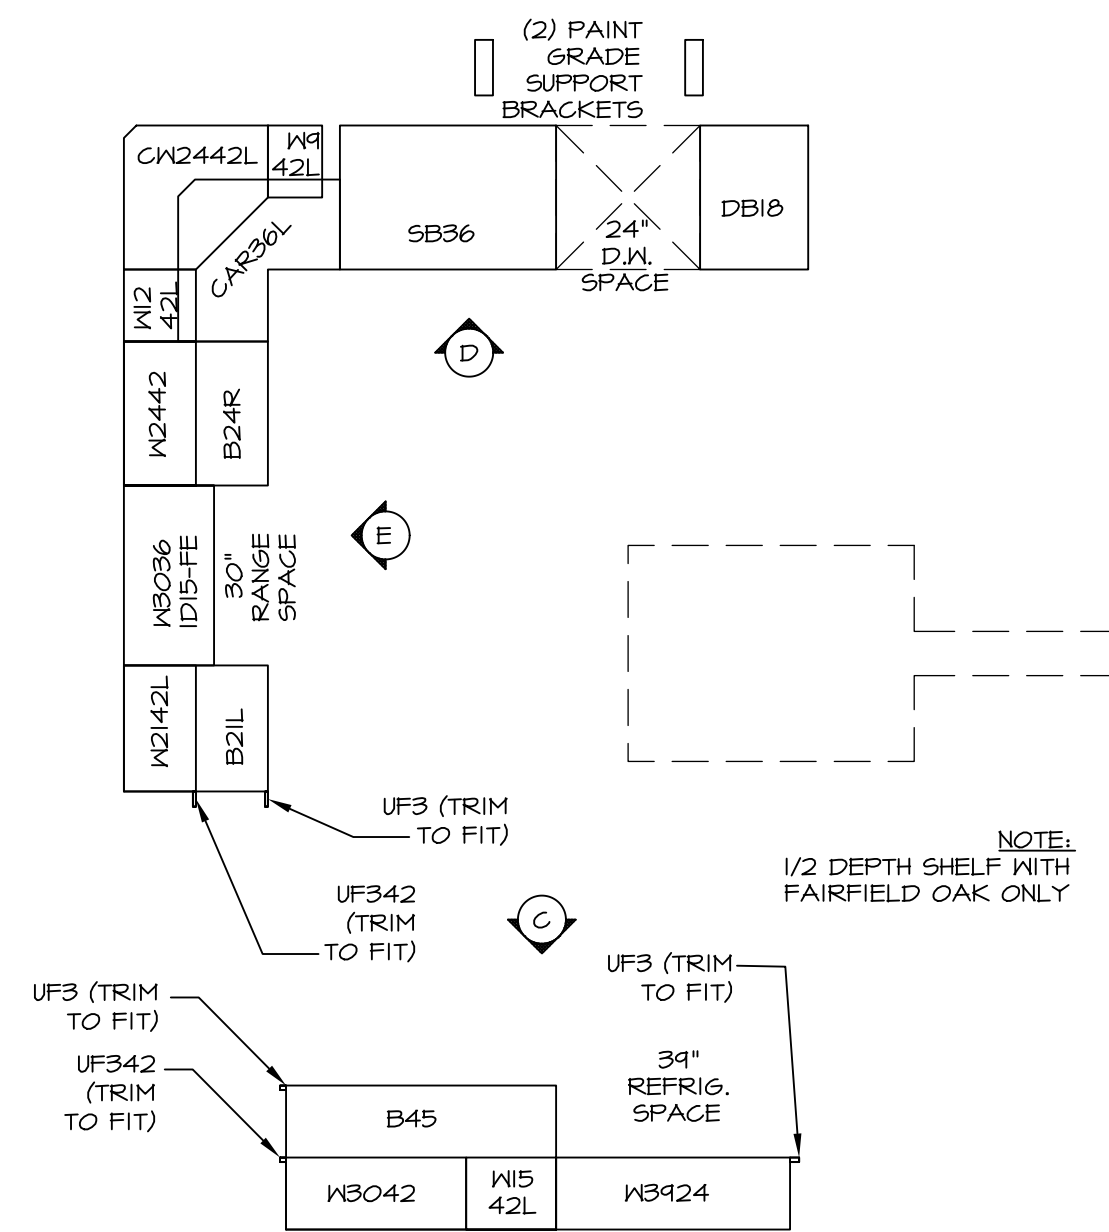 (2) PAINT
GRADE
SUPPORT
BRACKETS
CW2442L
W9
42L
CAR36L
SB36
24"
D.W.
SPACE
DB18
W12
42L
D
W2442
B24R
W3036
1D15-FE
30"
RANGE
SPACE
E
W2142L
B21L
UF3 (TRIM
TO FIT)
UF342
(TRIM
TO FIT)
NOTE:
1/2 DEPTH SHELF WITH
FAIRFIELD OAK ONLY
C
UF3 (TRIM
TO FIT)
UF3 (TRIM
TO FIT)
UF342
(TRIM
TO FIT)
39"
REFRIG.
SPACE
B45
W3042
W15
42L
W3924